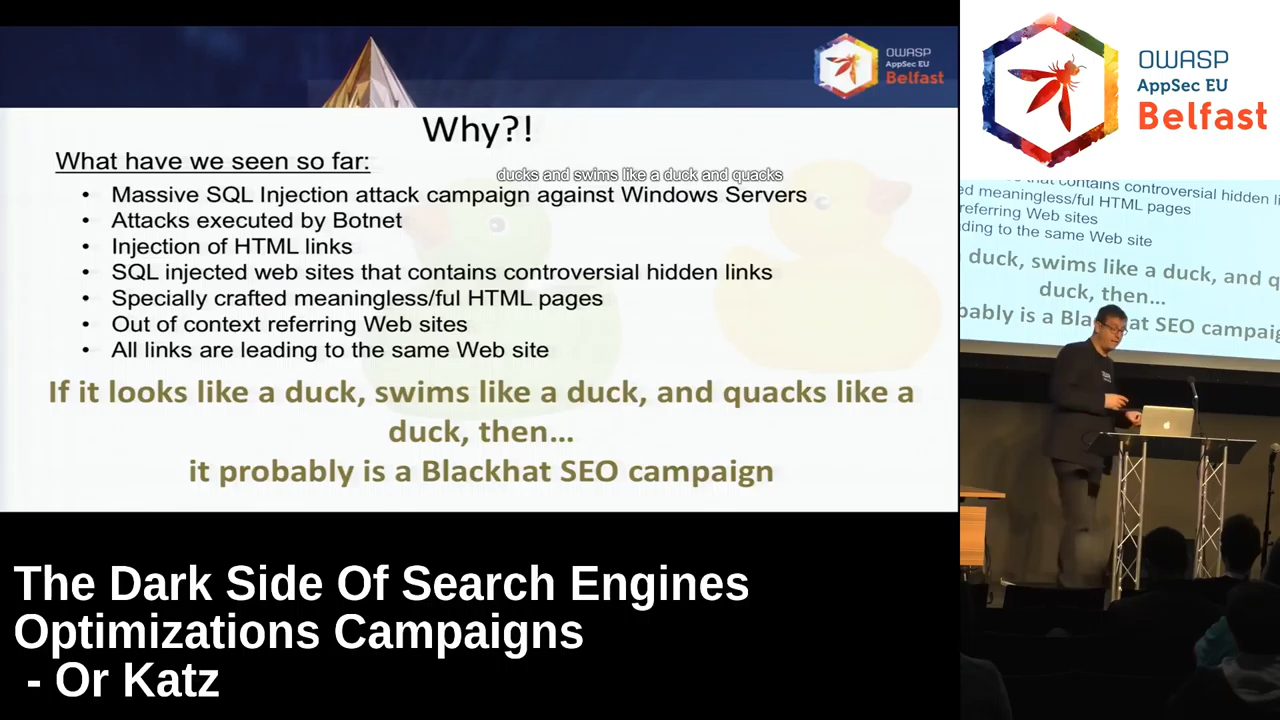 OWASP
AppSec EU
Belfast
Why?!
What have we seen so far:
ducks and swims like a duck and quacks
• Massive SQL Injection attack campaign against Windows Servers
• Attacks executed by Botnet
• Injection of HTML links
• SQL injected web sites that contains controversial hidden links
• Specially crafted meaningless/ful HTML pages
• Out of context referring Web sites
• All links are leading to the same Web site
If it looks like a duck, swims like a duck, and quacks like a
duck, then…
it probably is a Blackhat SEO campaign
OWASP
AppSec EU
Belfast
that contains controversial hidden li
d meaningless/ful HTML pages
referring Web sites
ding to the same Web site
duck, swims like a duck, and q
duck, then…
bably is a Bla hat SEO campaig
The Dark Side Of Search Engines
Optimizations Campaigns
- Or Katz